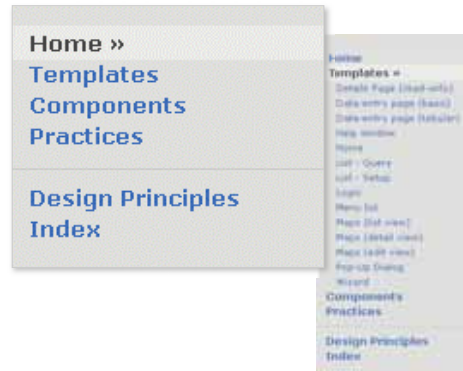 Home »
Templates
Components
Practices
Design Principles
Index
Home
Templates »
Details Page (read-only)
Data entry page (basic)
Data entry page (tabular)
Help window
Home
List - Query
List - Setup
Login
Menu list
Maps (list view)
Maps (detail view)
Maps (edit view)
Pop-Up Dialog
Wizard
Components
Practices
Design Principles
Index